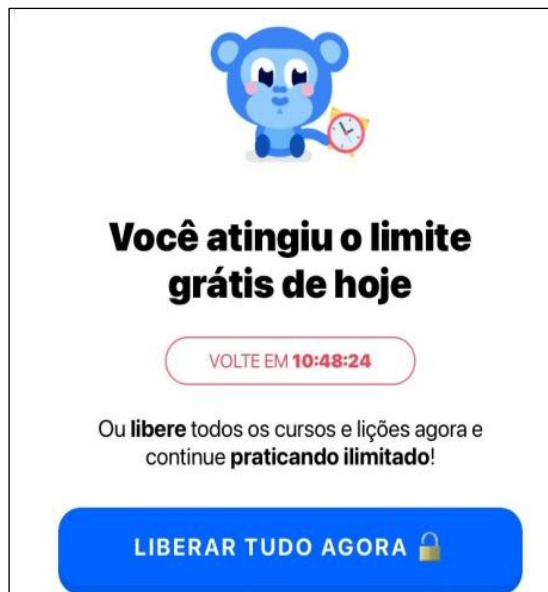 Você atingiu o limite
grátis de hoje
VOLTE EM 10:48:24
Ou libere todos os cursos e lições agora e
continue praticando ilimitado!
LIBERAR TUDO AGORA 🔓